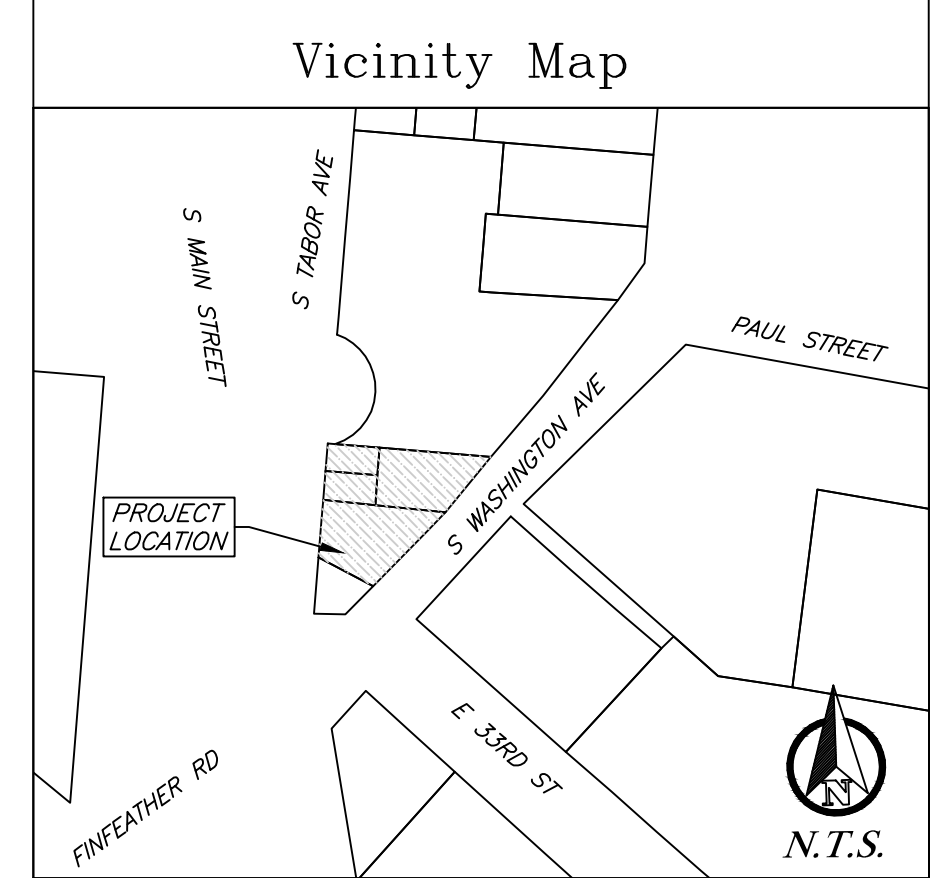 Vicinity Map
S TABOR AVE
S MAIN STREET
PAUL STREET
S WASHINGTON AVE
PROJECT
LOCATION
E 33RD ST
FINFEATHER RD
N
N.T.S.